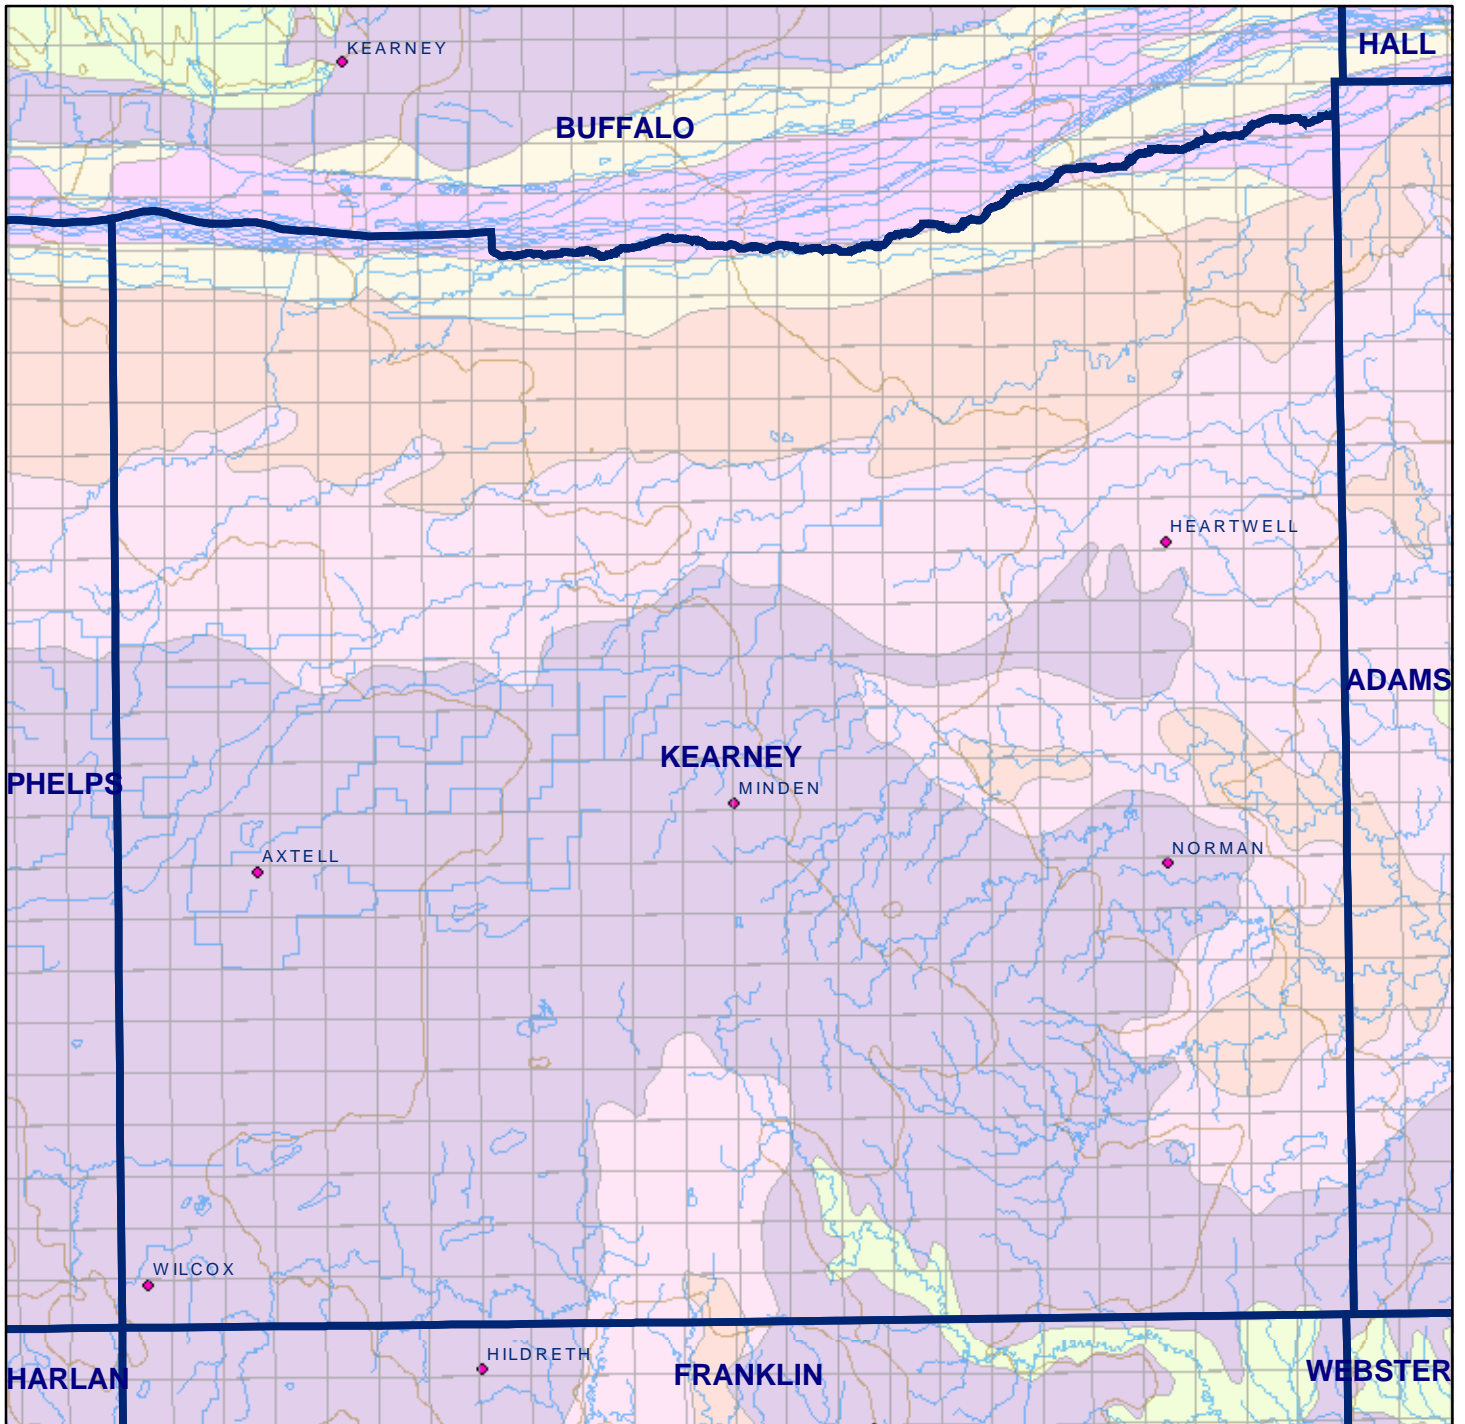 HALL
KEARNEY
BUFFALO
HEARTWELL
ADAMS
KEARNEY
PHELPS
MINDEN
NORMAN
AXTELL
WILCOX
HILDRETH
HARLAN
FRANKLIN
WEBSTER